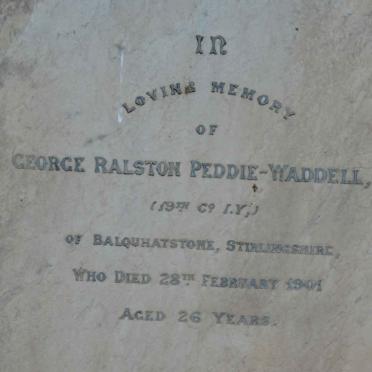 IN
LOVING MEMORY
OF
GEORGE RALSTON PEDDIE-WADDELL,
(19TH CO I.Y,)
OF BALQUHATSTONE, STIRLINGSHIRE,
WHO DIED 28TH FEBRUARY 1901
AGED 26 YEARS.